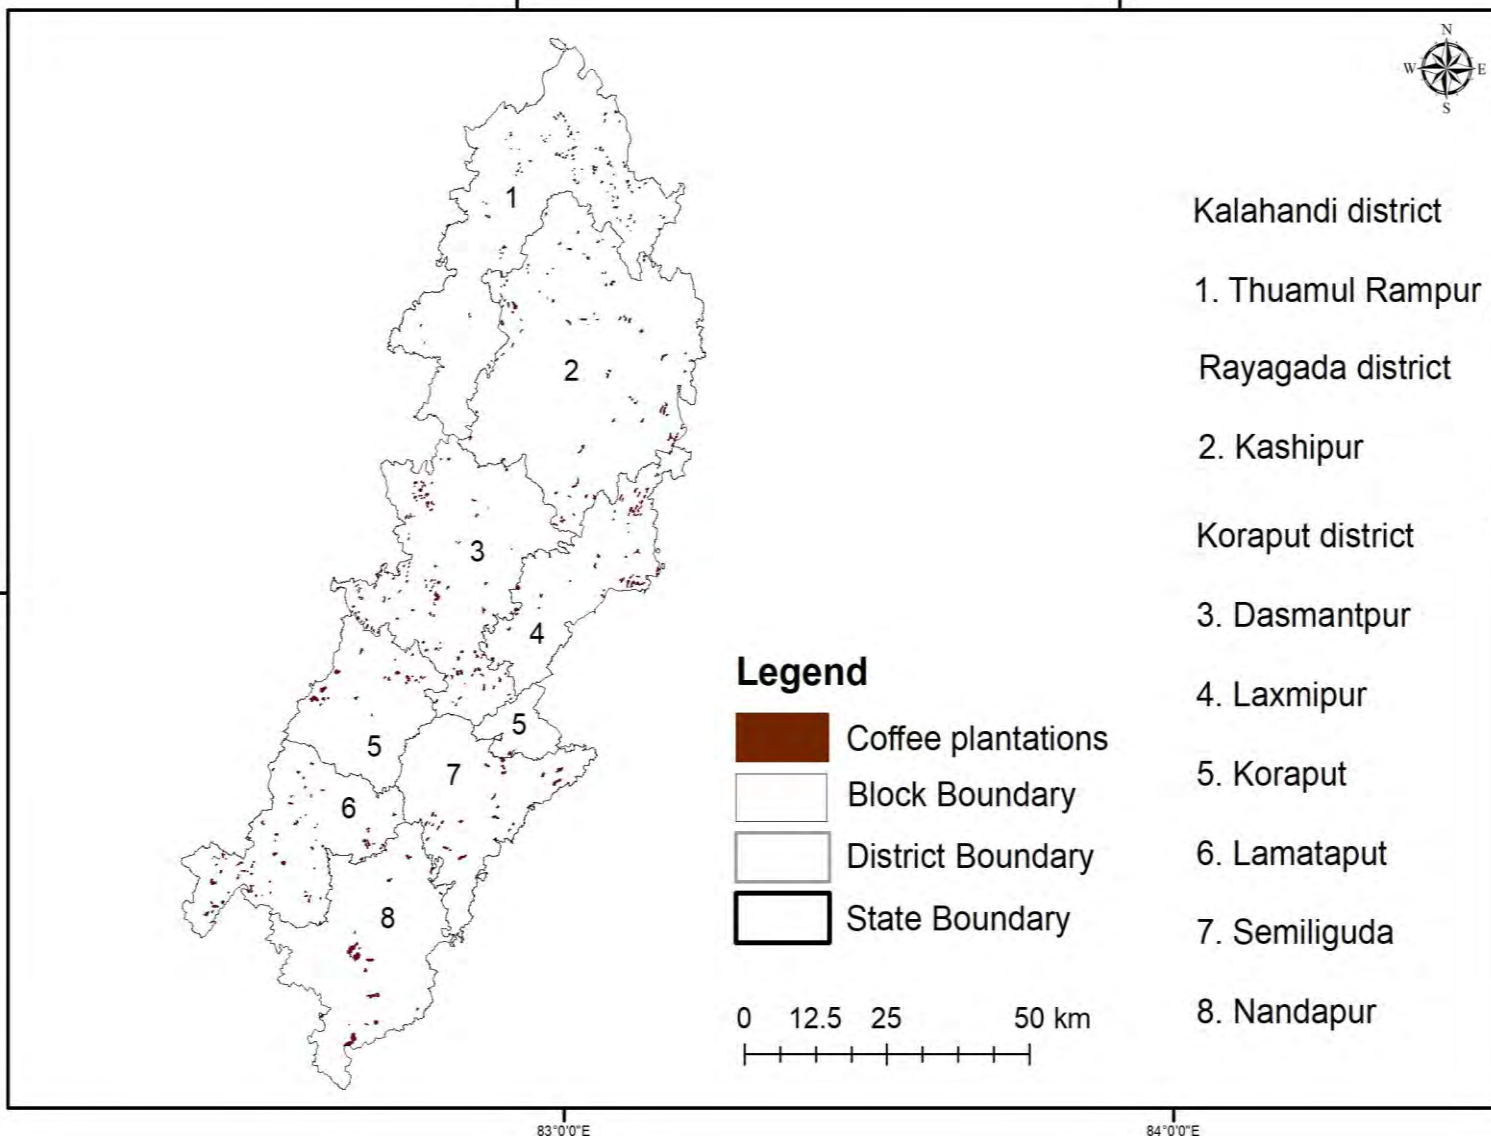 N
W E
S
1
2
3
4
5
5
7
6
8
Kalahandi district
1. Thuamul Rampur
Rayagada district
2. Kashipur
Koraput district
3. Dasmantpur
4. Laxmipur
5. Koraput
6. Lamataput
7. Semiliguda
8. Nandapur
Legend
Coffee plantations
Block Boundary
District Boundary
State Boundary
0 12.5 25 50 km
83°0'0"E 84°0'0"E